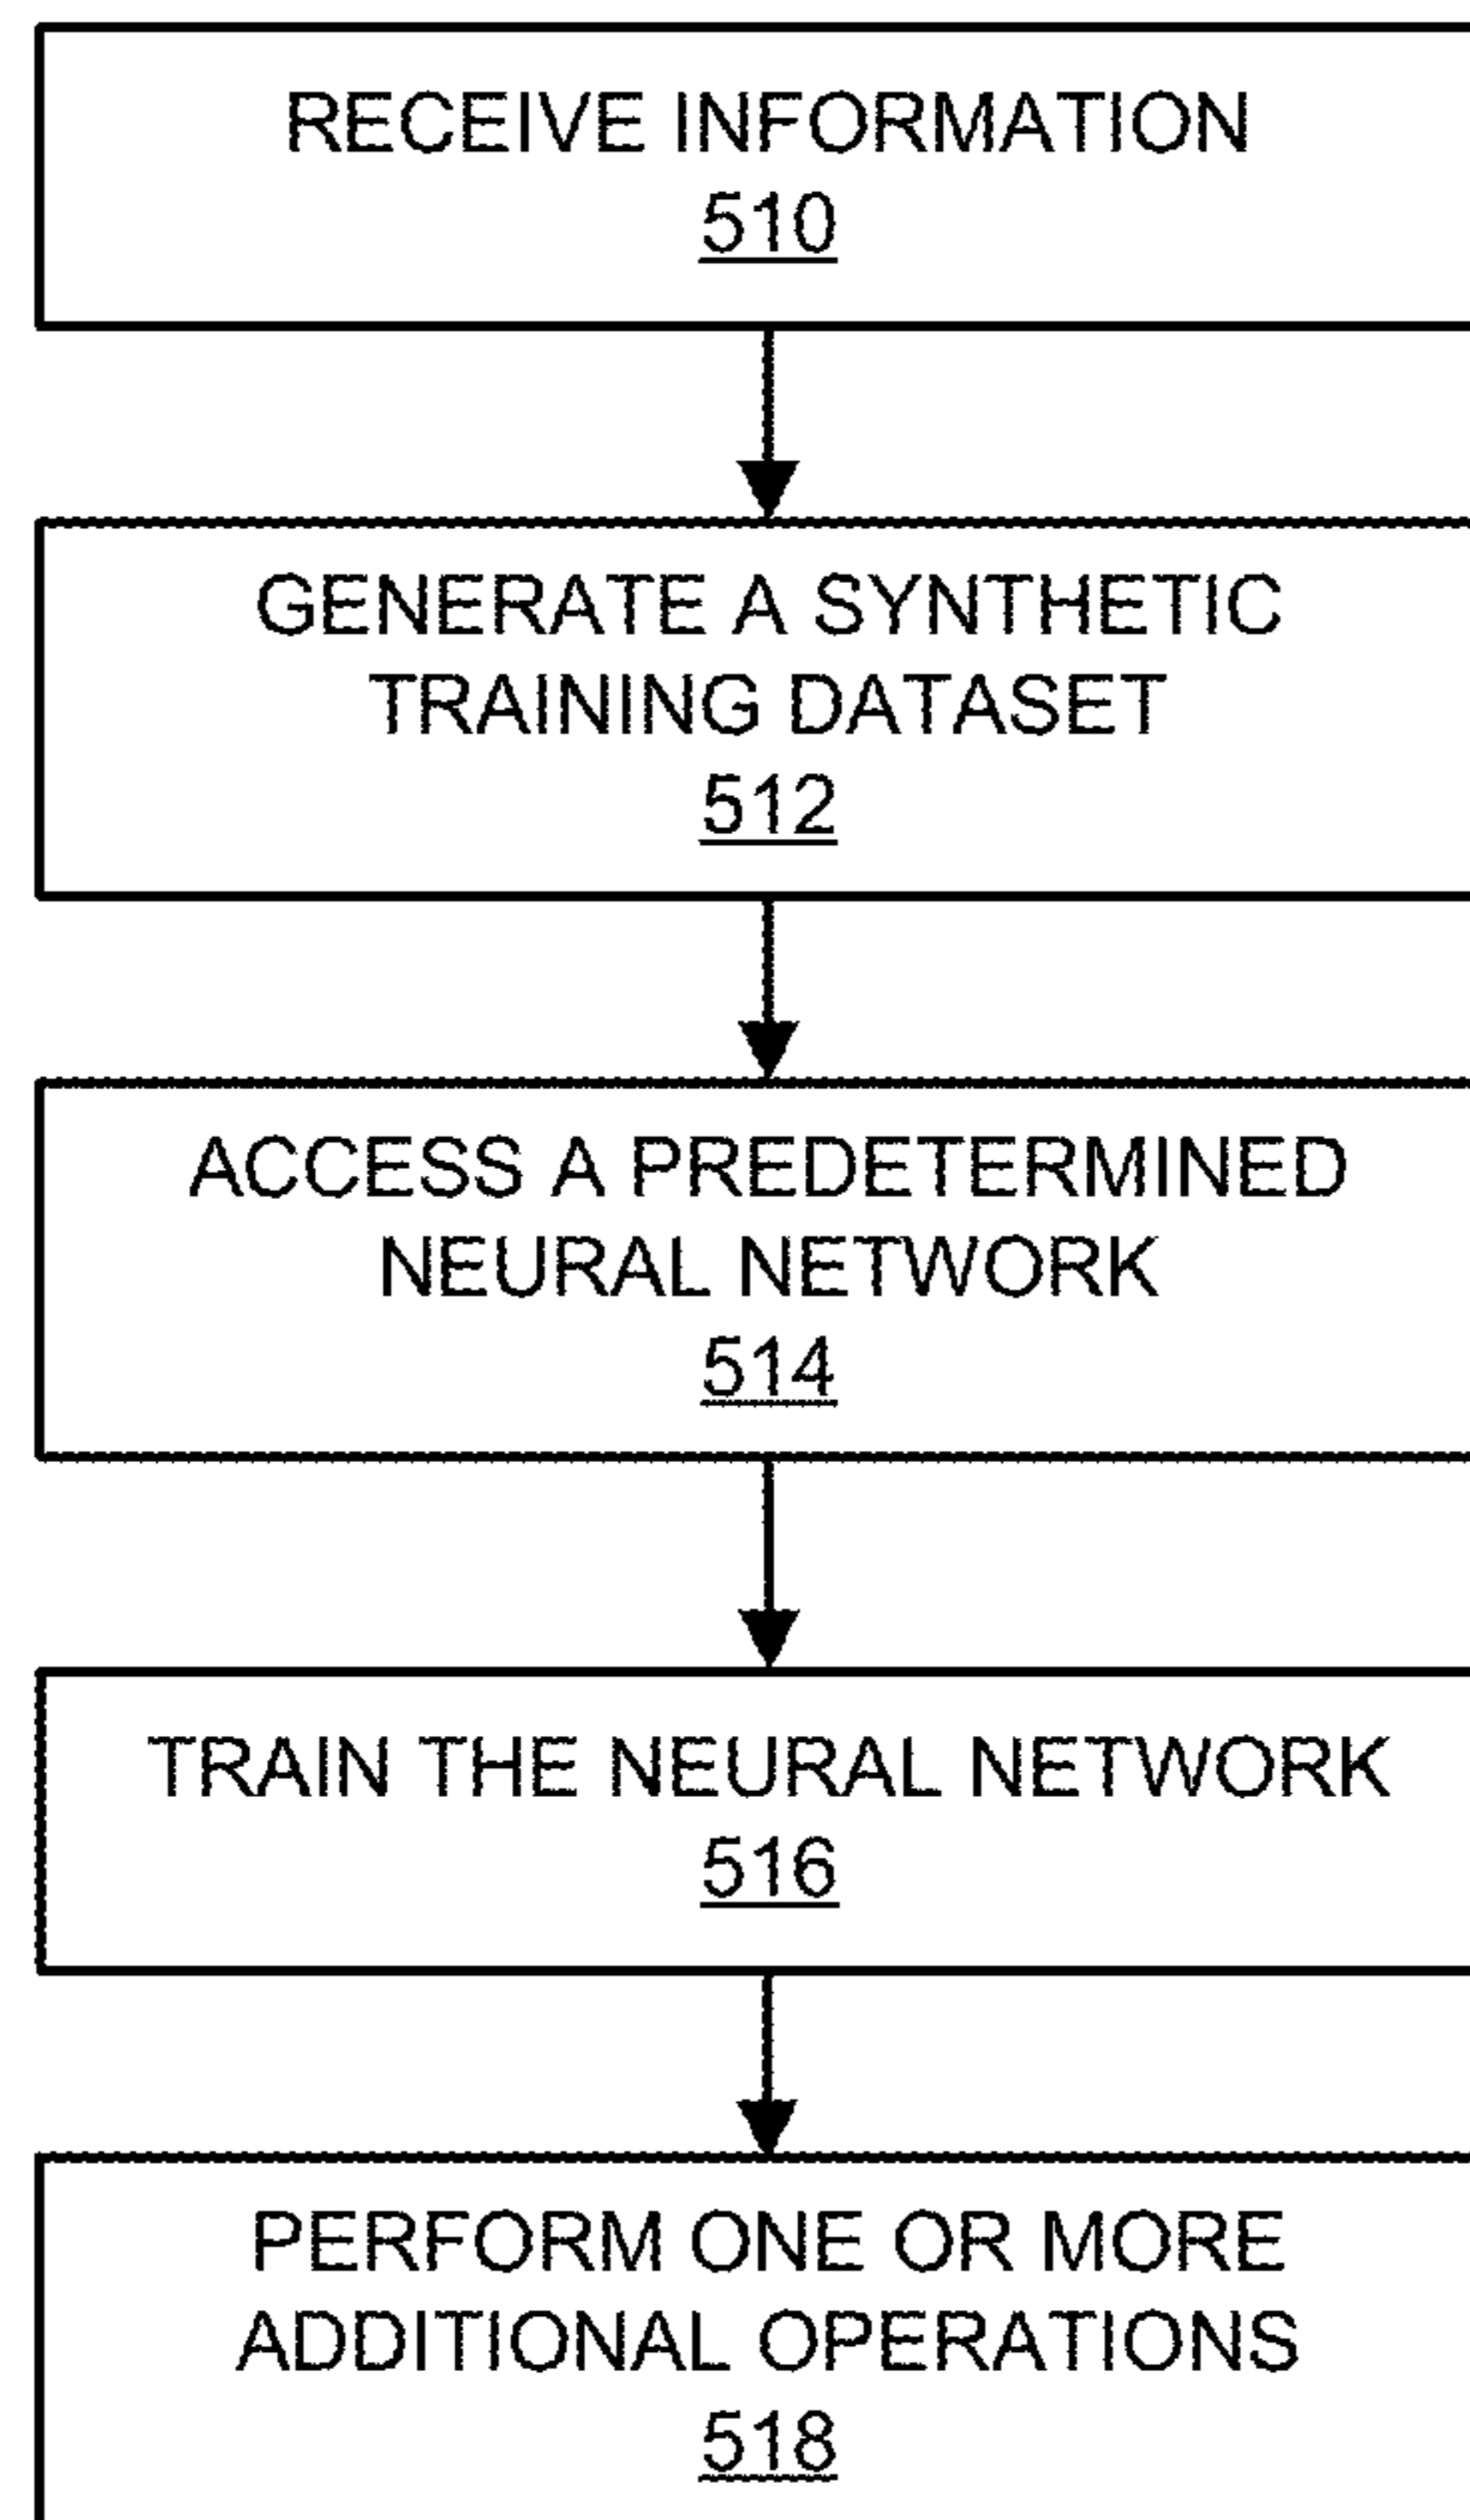 RECEIVE INFORMATION
510
GENERATE A SYNTHETIC
TRAINING DATASET
512
ACCESS A PREDETERMINED
NEURAL NETWORK
514
TRAIN THE NEURAL NETWORK
516
PERFORM ONE OR MORE
ADDITIONAL OPERATIONS
518